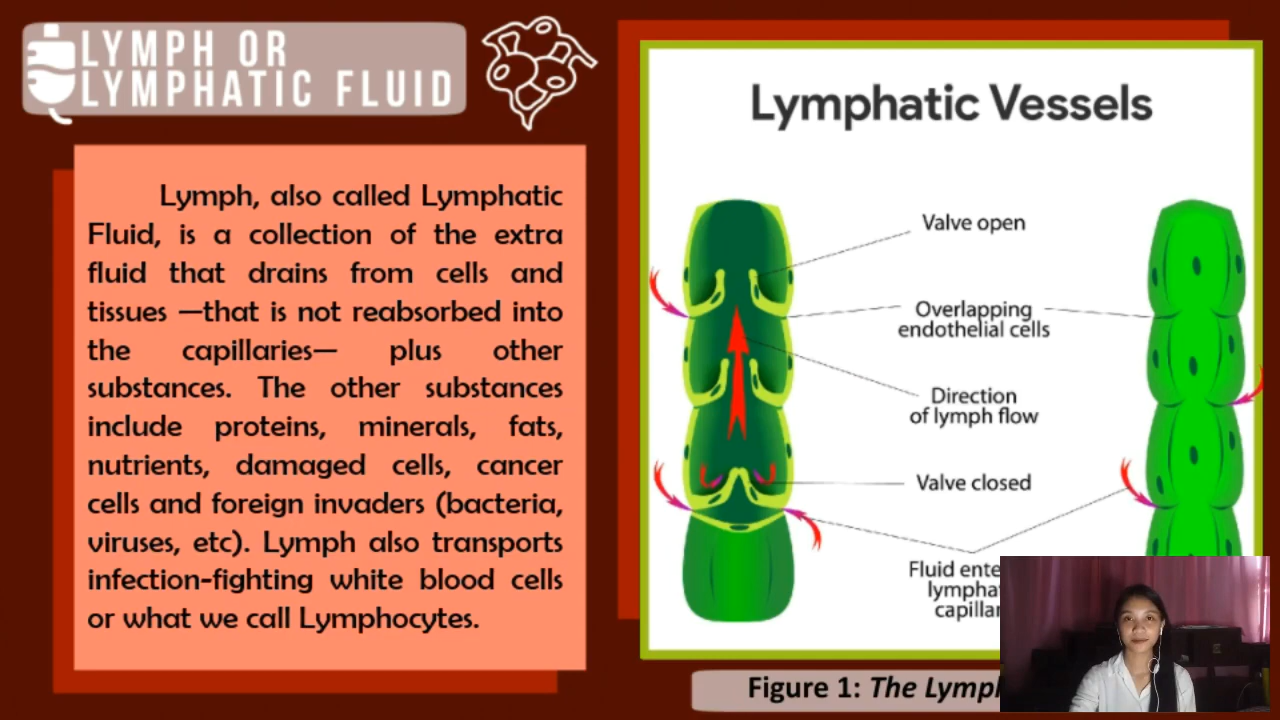 LYMPH OR
LYMPHATIC FLUID
Lymph, also called Lymphatic
Fluid, is a collection of the extra
fluid that drains from cells and
tissues —that is not reabsorbed into
the capillaries— plus other
substances. The other substances
include proteins, minerals, fats,
nutrients, damaged cells, cancer
cells and foreign invaders (bacteria,
viruses, etc). Lymph also transports
infection-fighting white blood cells
or what we call Lymphocytes.
Lymphatic Vessels
Valve open
Overlapping
endothelial cells
Direction
of lymph flow
Valve closed
Fluid
Figure 1: The